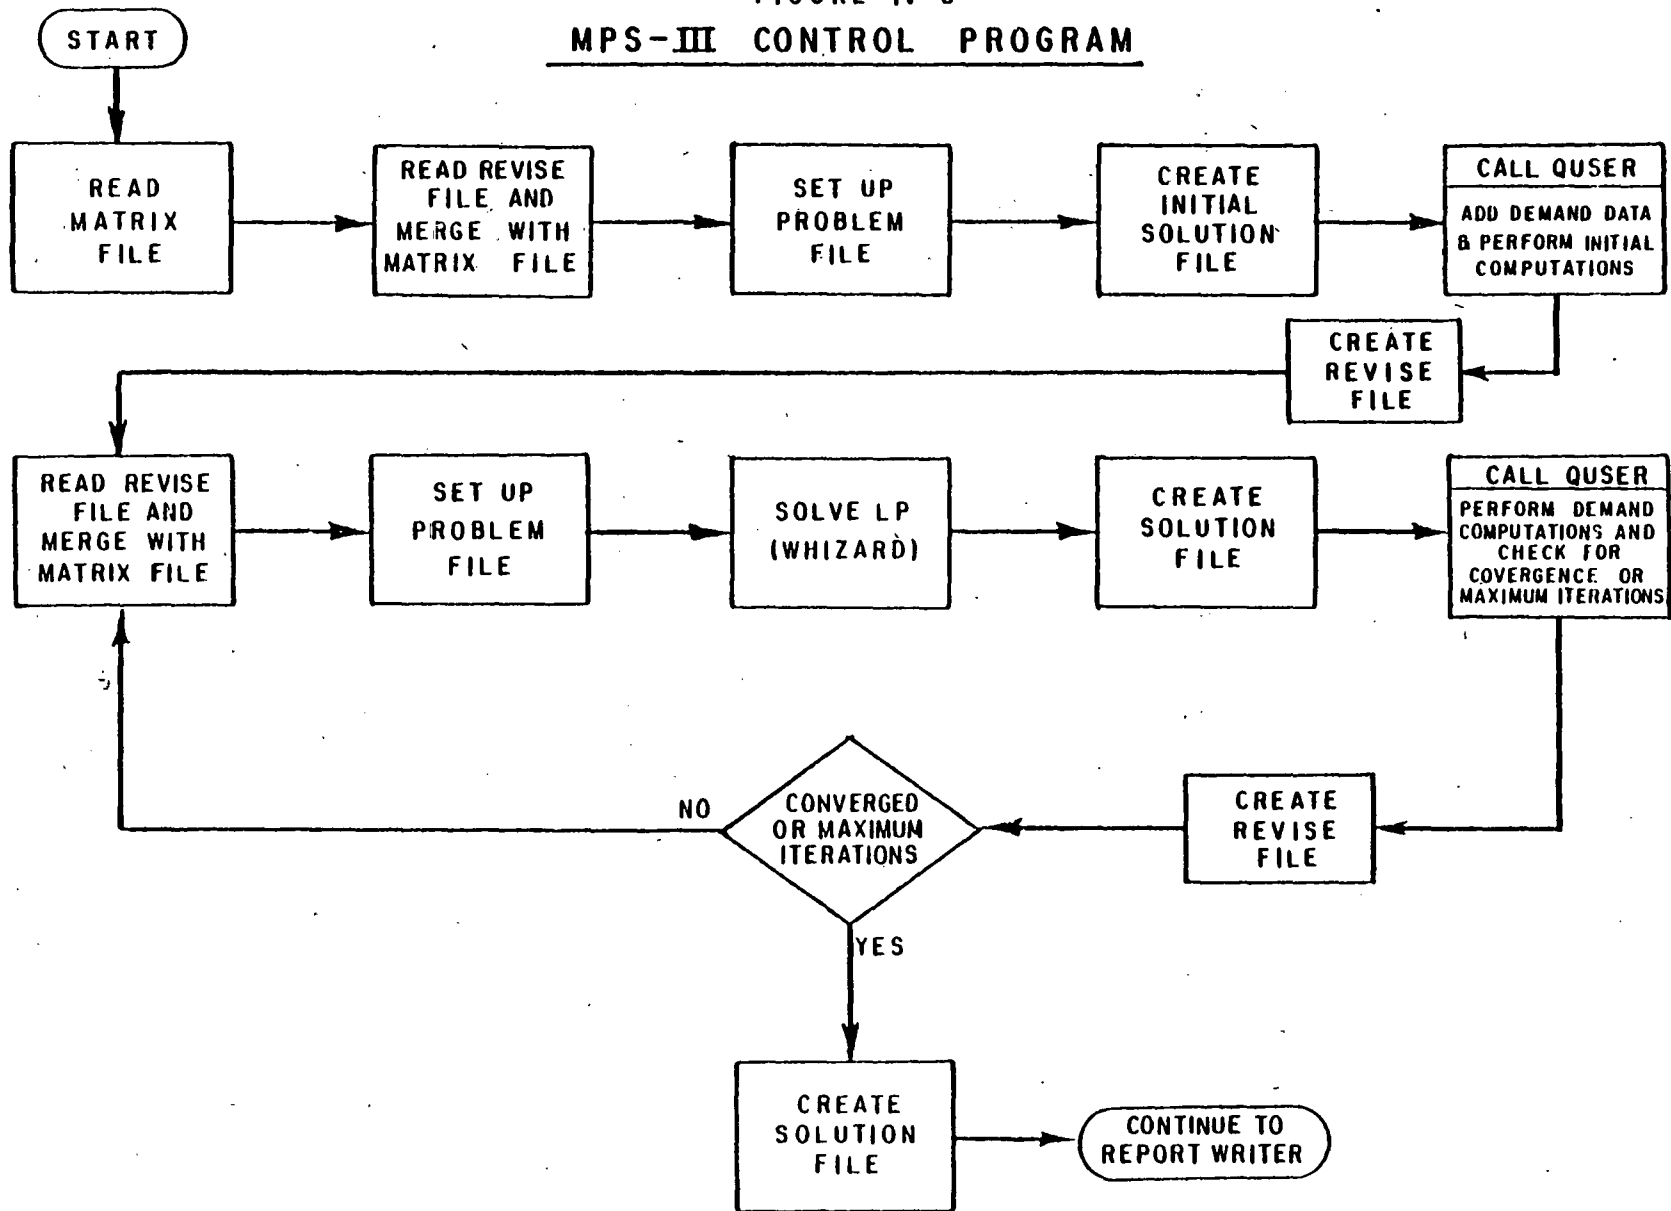 MPS-III CONTROL PROGRAM
START
READ
MATRIX
FILE
READ REVISE
FILE AND
MERGE WITH
MATRIX FILE
SET UP
PROBLEM
FILE
CREATE
INITIAL
SOLUTION
FILE
CALL QUSER
ADD DEMAND DATA
& PERFORM INITIAL
COMPUTATIONS
CREATE
REVISE
FILE
READ REVISE
FILE AND
MERGE WITH
MATRIX FILE
SET UP
PROBLEM
FILE
SOLVE LP
(WHIZARD)
CREATE
SOLUTION
FILE
CALL QUSER
PERFORM DEMAND
COMPUTATIONS AND
CHECK FOR
COVERGENCE OR
MAXIMUM ITERATIONS
CREATE
REVISE
FILE
CONVERGED
OR MAXIMUM
ITERATIONS
NO
YES
CREATE
SOLUTION
FILE
CONTINUE TO
REPORT WRITER